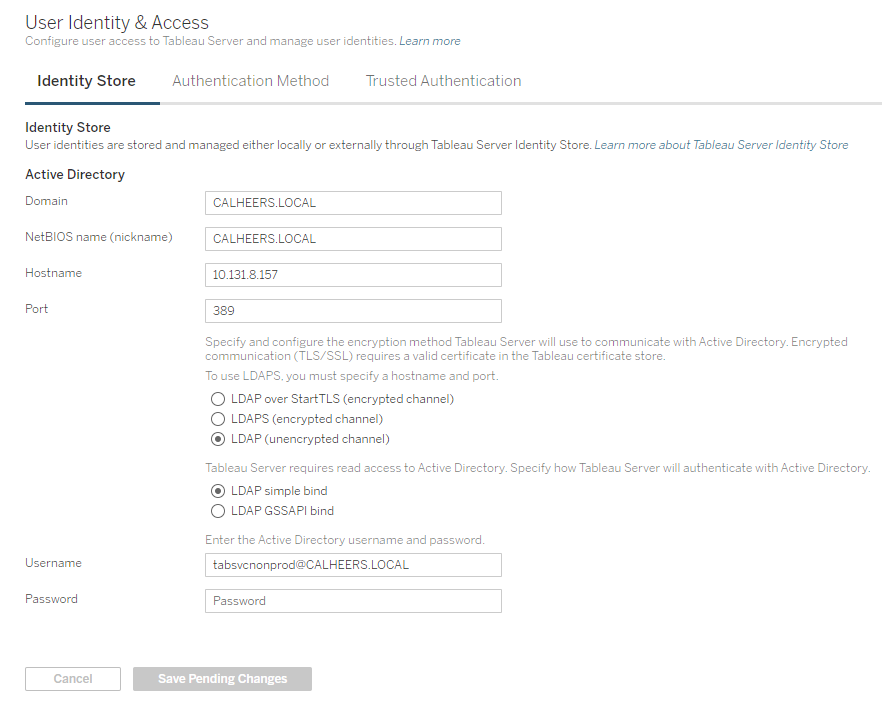 User Identity & Access
Configure user access to Tableau Server and manage user identities. Learn more
Identity Store
Authentication Method
Trusted Authentication
Identity Store
User identities are stored and managed either locally or externally through Tableau Server Identity Store. Learn more about Tableau Server Identity Store
Active Directory
Domain
CALHEERS.LOCAL
NetBIOS name (nickname)
CALHEERS.LOCAL
Hostname
10.131.8.157
Port
389
Specify and configure the encryption method Tableau Server will use to communicate with Active Directory. Encrypted
communication (TLS/SSL) requires a valid certificate in the Tableau certificate store.
To use LDAPS, you must specify a hostname and port.
LDAP over StartTLS (encrypted channel)
LDAPS (encrypted channel)
LDAP (unencrypted channel)
Tableau Server requires read access to Active Directory. Specify how Tableau Server will authenticate with Active Directory.
LDAP simple bind
LDAP GSSAPI bind
Enter the Active Directory username and password.
Username
tabsvcnonprod@CALHEERS.LOCAL
Password
Password
Cancel
Save Pending Changes